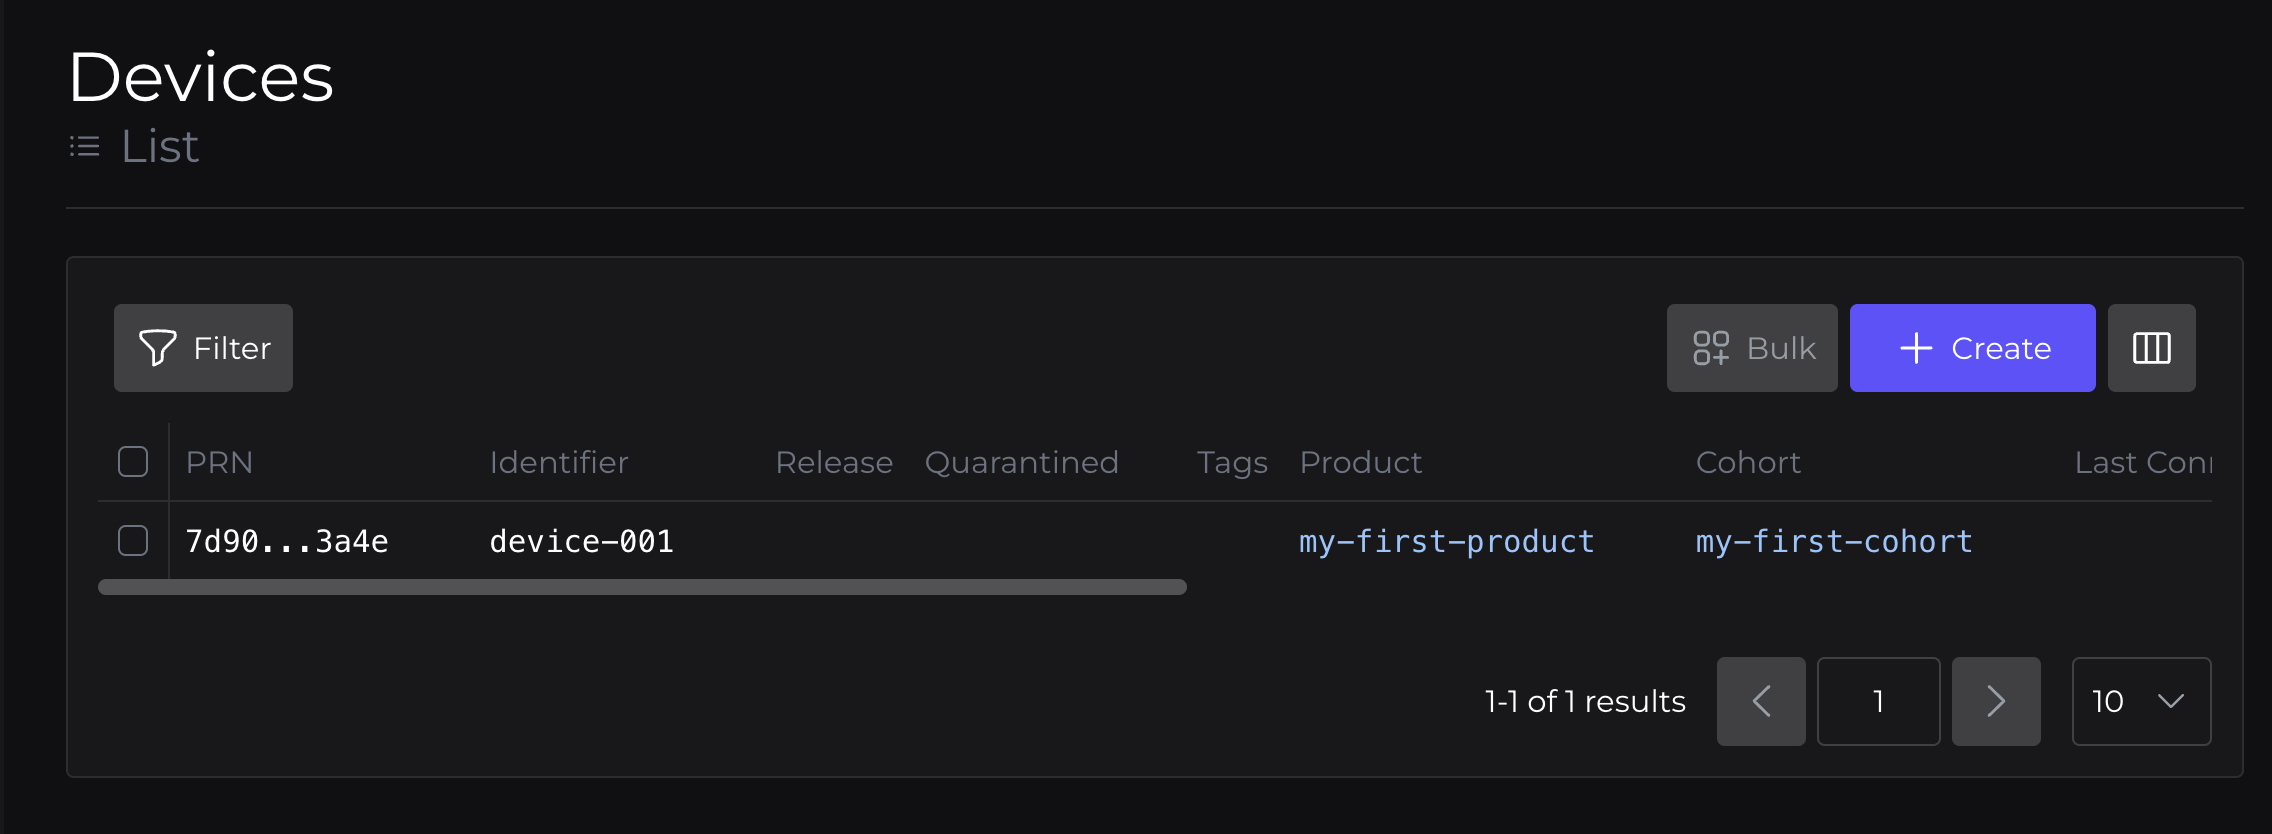 Devices
List
Filter
Bulk
Create
PRN Identifier Release Quarantined Tags Product Cohort Last Con
7d90...3a4e device-001 my-first-product my-first-cohort
1-1 of 1 results 1 10